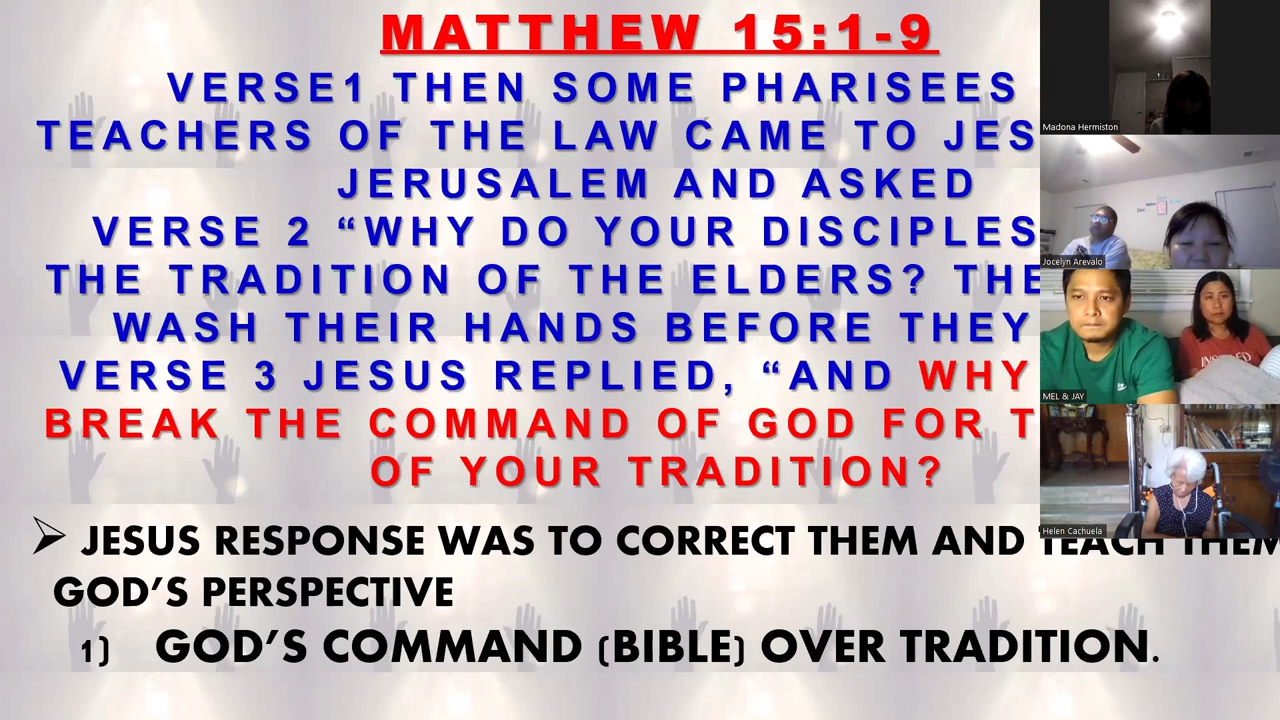 MATTHEW 15:1-9
VERSE1 THEN SOME PHARISEES
TEACHERS OF THE LAW CAME TO JES
JERUSALEM AND ASKED
VERSE 2 “WHY DO YOUR DISCIPLES
THE TRADITION OF THE ELDERS? THE
WASH THEIR HANDS BEFORE THEY
VERSE 3 JESUS REPLIED, “AND WHY
BREAK THE COMMAND OF GOD FOR T
OF YOUR TRADITION?
➢ JESUS RESPONSE WAS TO CORRECT THEM AND TEACH THEM
GOD’S PERSPECTIVE
1) GOD’S COMMAND (BIBLE) OVER TRADITION.
Madona Hermiston
Jocelyn Arevalo
MEL & JAY
Helen Cachuela